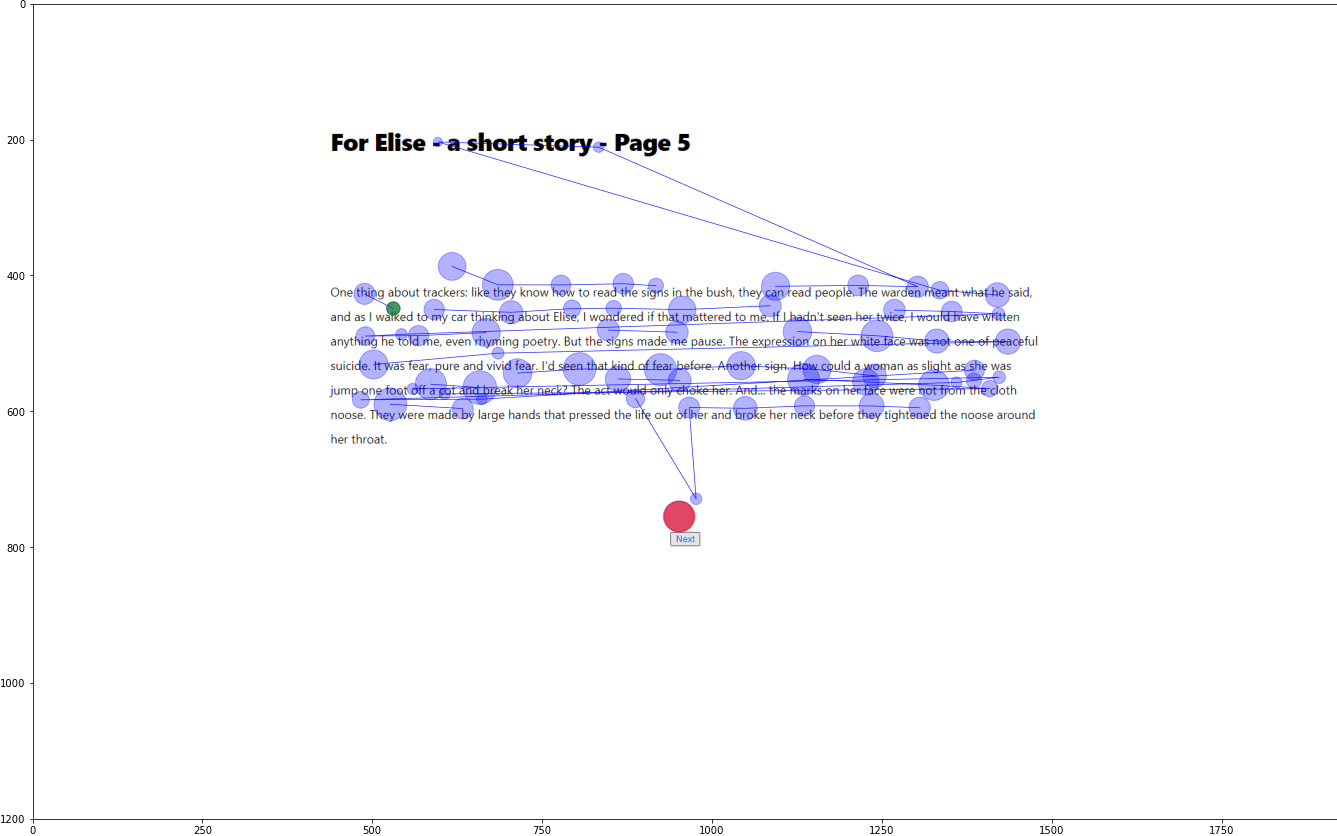 For Elise - a short story - Page 5
One thing about trackers: like they know how to read the signs in the bush, they can read people. The warden meant what he said,
and as I walked to my car thinking about Elise, I wondered if that mattered to me. If I hadn't seen her twice, I would have written
anything he told me, even rhyming poetry. But the signs made me pause. The expression on her white face was not one of peaceful
suicide. It was fear, pure and vivid fear. I'd seen that kind of fear before. Another sign. How could a woman as slight as she was
jump one foot off a cot and break her neck? The act would only choke her. And... the marks on her face were not from the cloth
noose. They were made by large hands that pressed the life out of her and broke her neck before they tightened the noose around
her throat.
Next
0
200
400
600
800
1000
1200
0 250 500 750 1000 1250 1500 1750